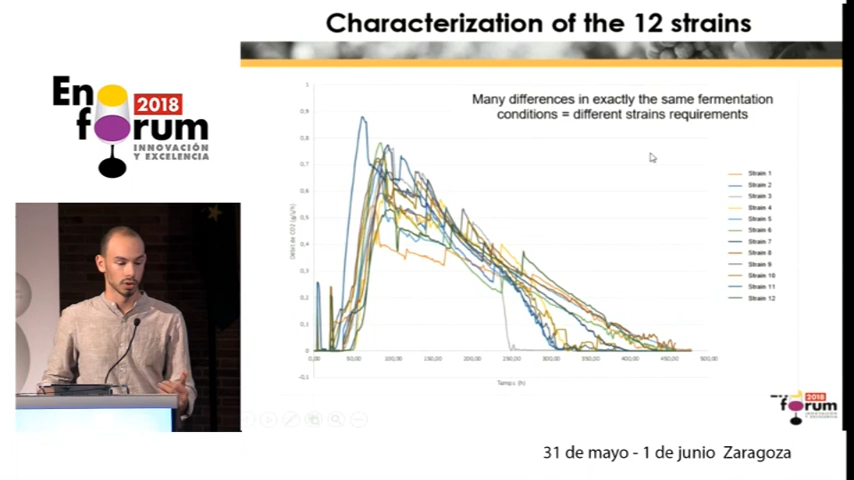 Characterization of the 12 strains
En
2018
forum
INNOVACIÓN
Y EXCELENCIA
Many differences in exactly the same fermentation
conditions = different strains requirements
1
0,9
0,8
0,7
0,6
0,5
0,4
0,3
0,2
0,1
0
-0,1
Débit de CO2 (g/l/h)
0,00
50,00
100,00
150,00
200,00
250,00
300,00
350,00
400,00
450,00
500,00
Temps (h)
Strain 1
Strain 2
Strain 3
Strain 4
Strain 5
Strain 6
Strain 7
Strain 8
Strain 9
Strain 10
Strain 11
Strain 12
2018
forum
31 de mayo - 1 de junio Zaragoza